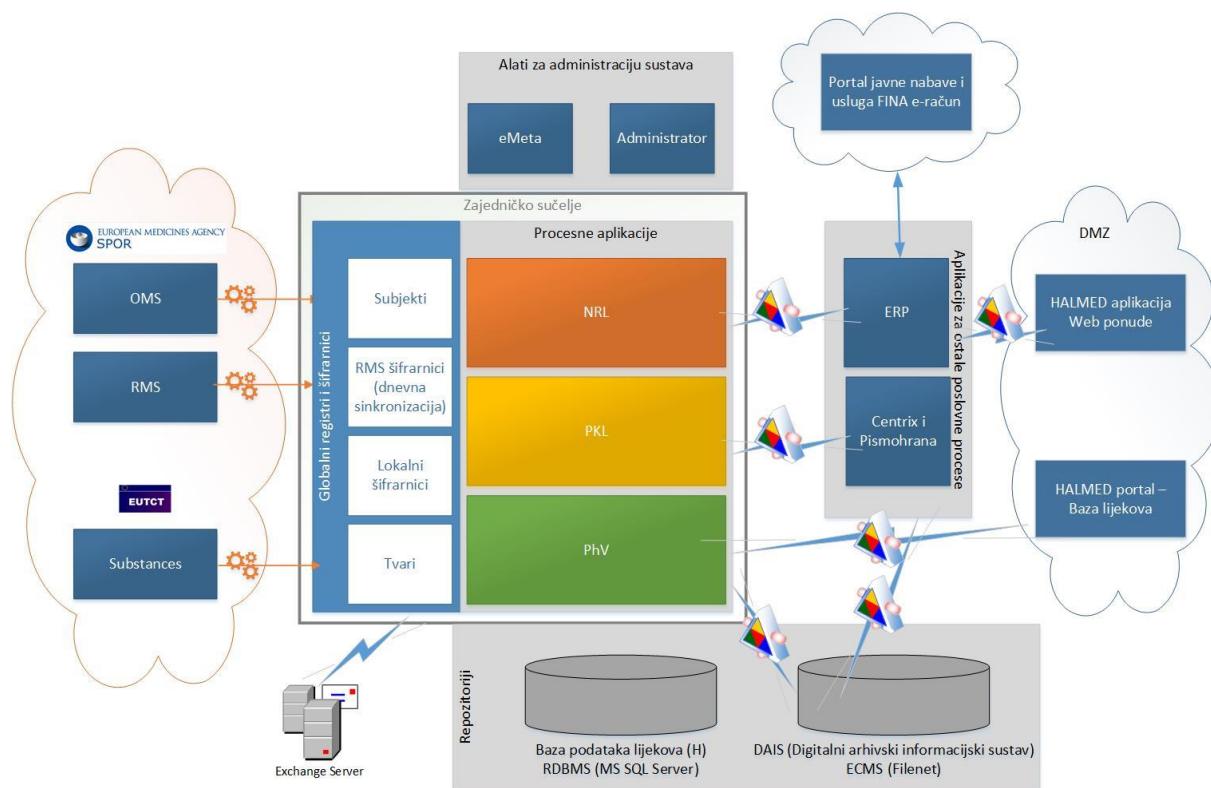 Alati za administraciju sustava
eMeta
Administrator
Portal javne nabave i
usluga FINA e-račun
EUROPEAN MEDICINES AGENCY
SPOR
OMS
RMS
EUTCT
Substances
Zajedničko sučelje
Globalni registri i šifrarnici
Subjekti
RMS šifrarnici
(dnevna
sinkronizacija)
Lokalni
šifrarnici
Tvari
Procesne aplikacije
NRL
PKL
PhV
Aplikacije za ostale poslovne procese
ERP
Centrix i
Pismohrana
DMZ
HALMED aplikacija
Web ponude
HALMED portal –
Baza lijekova
Exchange Server
Repozitoriji
Baza podataka lijekova (H)
RDBMS (MS SQL Server)
DAIS (Digitalni arhivski informacijski sustav)
ECMS (Filenet)